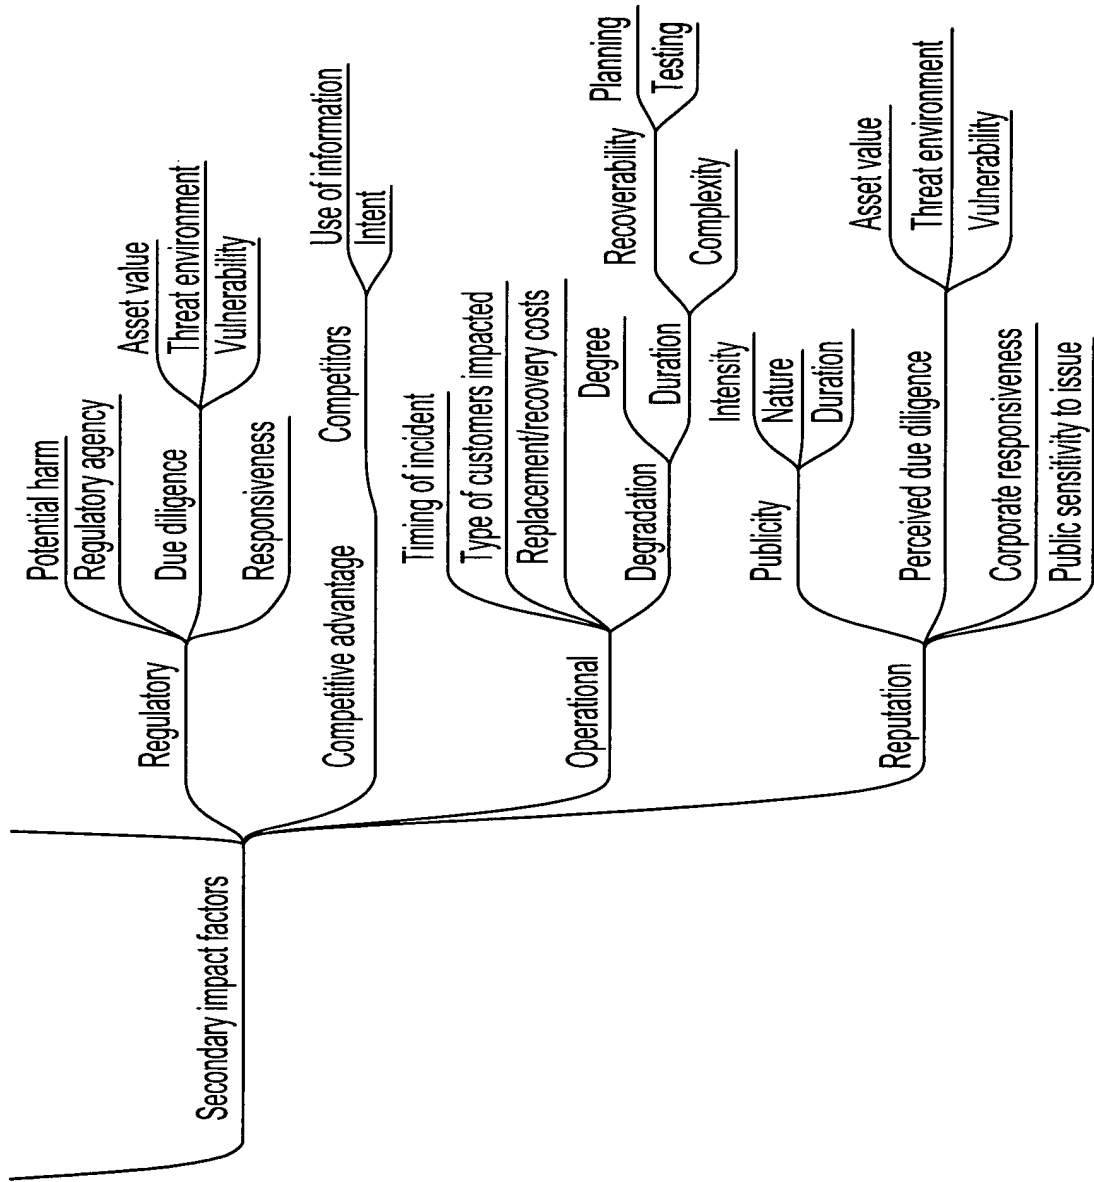 Secondary impact factors
Regulatory
Potential harm
Regulatory agency
Due diligence
Asset value
Threat environment
Vulnerability
Responsiveness
Competitive advantage
Competitors
Use of information
Intent
Operational
Timing of incident
Type of customers impacted
Replacement/recovery costs
Degradation
Degree
Duration
Recoverability
Planning
Testing
Complexity
Reputation
Publicity
Intensity
Nature
Duration
Perceived due diligence
Asset value
Threat environment
Vulnerability
Corporate responsiveness
Public sensitivity to issue